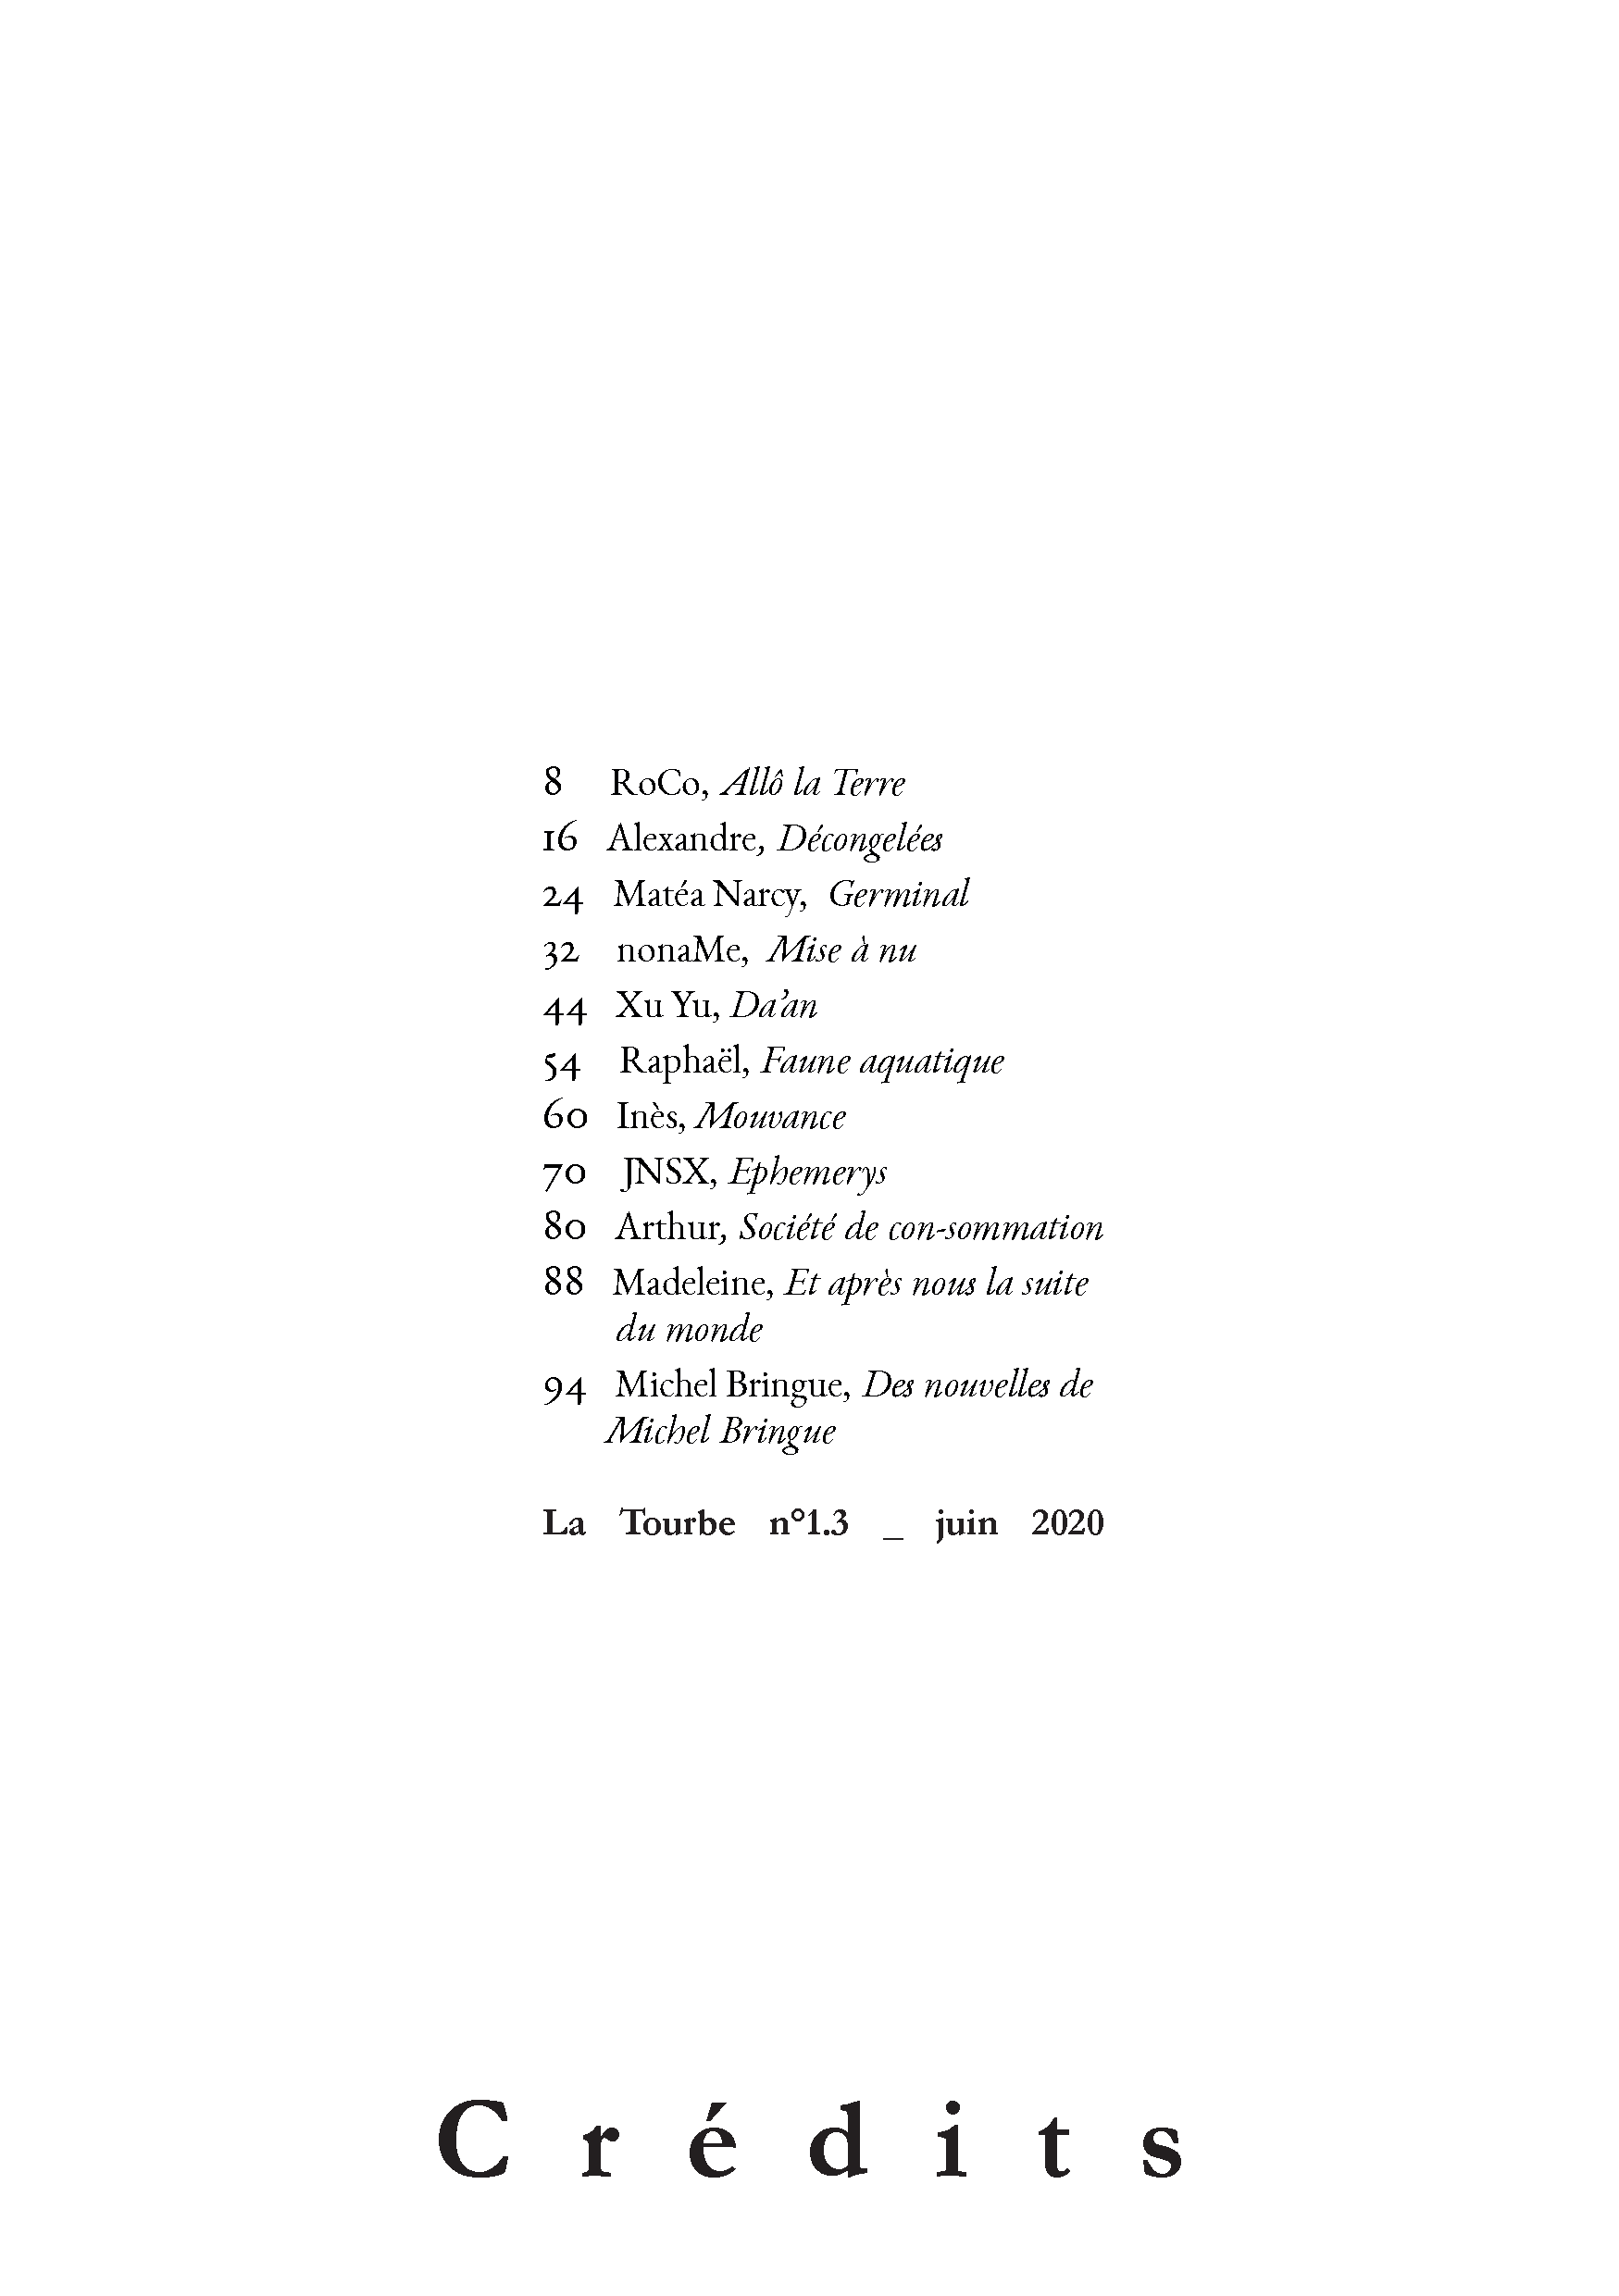 8 RoCo, Allô la Terre
16 Alexandre, Décongelées
24 Matéa Narcy, Germinal
32 nonaMe, Mise à nu
44 Xu Yu, Da’an
54 Raphaël, Faune aquatique
60 Inès, Mouvance
70 JNSX, Ephemerys
80 Arthur, Société de con-sommation
88 Madeleine, Et après nous la suite
du monde
94 Michel Bringue, Des nouvelles de
Michel Bringue
La Tourbe n°1.3 _ juin 2020
Crédits